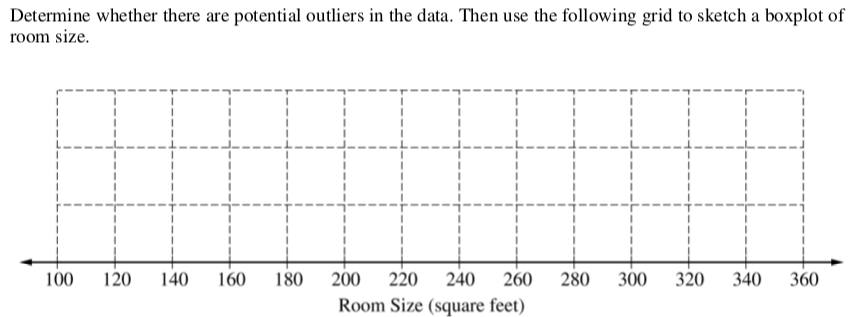 Determine whether there are potential outliers in the data. Then use the following grid to sketch a boxplot of
room size.
100 120 140 160 180 200 220 240 260 280 300 320 340 360
Room Size (square feet)